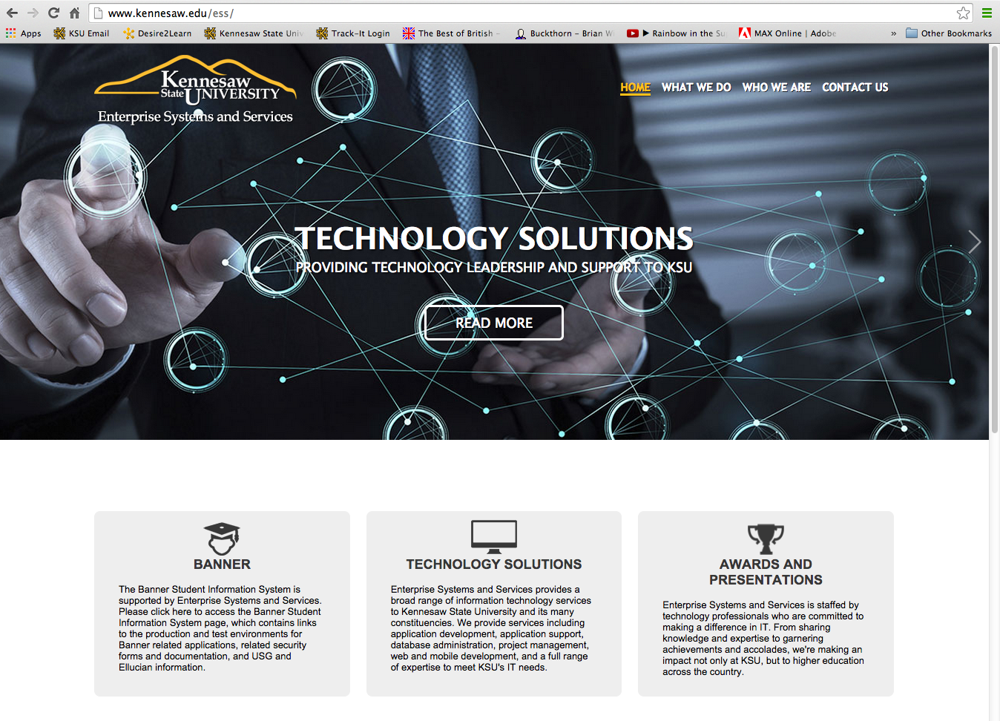 www.kennesaw.edu/ess/
Apps KSU Email Desire2Learn Kennesaw State Track-It Login The Best of British - Buckthorn - Brian Rainbow in the MAX Online | Adobe » Other Bookmarks
Kennesaw
State UNIVERSITY
Enterprise Systems and Services
HOME WHAT WE DO WHO WE ARE CONTACT US
TECHNOLOGY SOLUTIONS
PROVIDING TECHNOLOGY LEADERSHIP AND SUPPORT TO KSU
READ MORE
BANNER
The Banner Student Information System is
supported by Enterprise Systems and Services.
Please click here to access the Banner Student
Information System page, which contains links
to the production and test environments for
Banner related applications, related security
forms and documentation, and USG and
Ellucian information.
TECHNOLOGY SOLUTIONS
Enterprise Systems and Services provides a
broad range of information technology services
to Kennesaw State University and its many
constituencies. We provide services including
application development, application support,
database administration, project management,
web and mobile development, and a full range
of expertise to meet KSU's IT needs.
AWARDS AND
PRESENTATIONS
Enterprise Systems and Services is staffed by
technology professionals who are committed to
making a difference in IT. From sharing
knowledge and expertise to garnering
achievements and accolades, we're making an
impact not only at KSU, but to higher education
across the country.